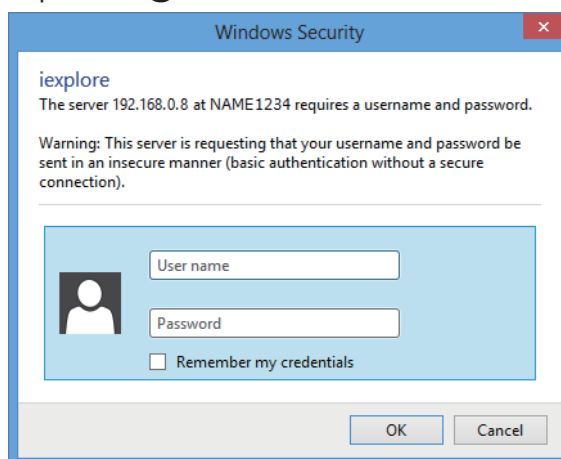 Windows Security
iexplore
The server 192.168.0.8 at NAME1234 requires a username and password.
Warning: This server is requesting that your username and password be
sent in an insecure manner (basic authentication without a secure
connection).
User name
Password
Remember my credentials
OK Cancel